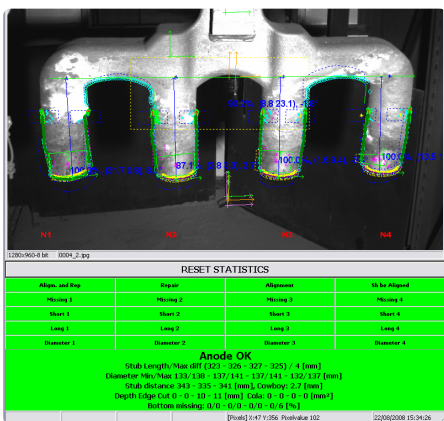 N1 N2 N3 N4
1280x960-8 bit 0004_2.jpg
RESET STATISTICS
Alignm. and Rep Repair Alignment Sh be Aligned
Missing 1 Missing 2 Missing 3 Missing 4
Short 1 Short 2 Short 3 Short 4
Long 1 Long 2 Long 3 Long 4
Diameter 1 Diameter 2 Diameter 3 Diameter 4
Anode OK
Stub Length/Max diff (323 - 326 - 327 - 325) / 4 [mm]
Diameter Min/Max 133/138 - 137/141 - 137/141 - 132/137 [mm]
Stub distance 343 - 335 - 341 [mm], Cowboy: 2.7 [mm]
Depth Edge Cut 0 - 0 - 10 - 11 [mm] Cola: 0 - 0 - 0 - 0 [mm²]
Bottom missing: 0/0 - 0/0 - 0/0 - 0/6 [%]
[Pixels] X:47 Y:356 Pixelvalue 102 22/08/2008 15:34:26